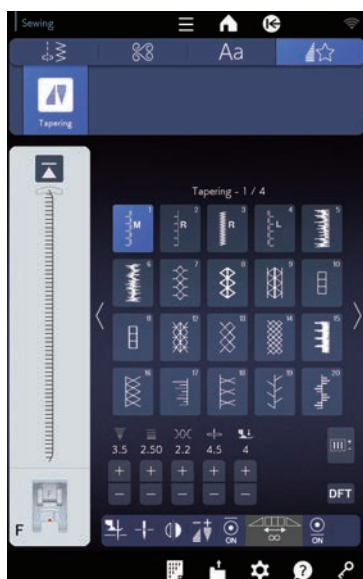 Sewing
Aa
Tapering
Tapering - 1 / 4
1 2 3 4 5
M R R L
6 7 8 9 10
11 12 13 14 15
16 17 18 19 20
3.5 2.50 2.2 4.5 4
+ + + + +
− − − − −
DFT
F
ON ∞ ON
?